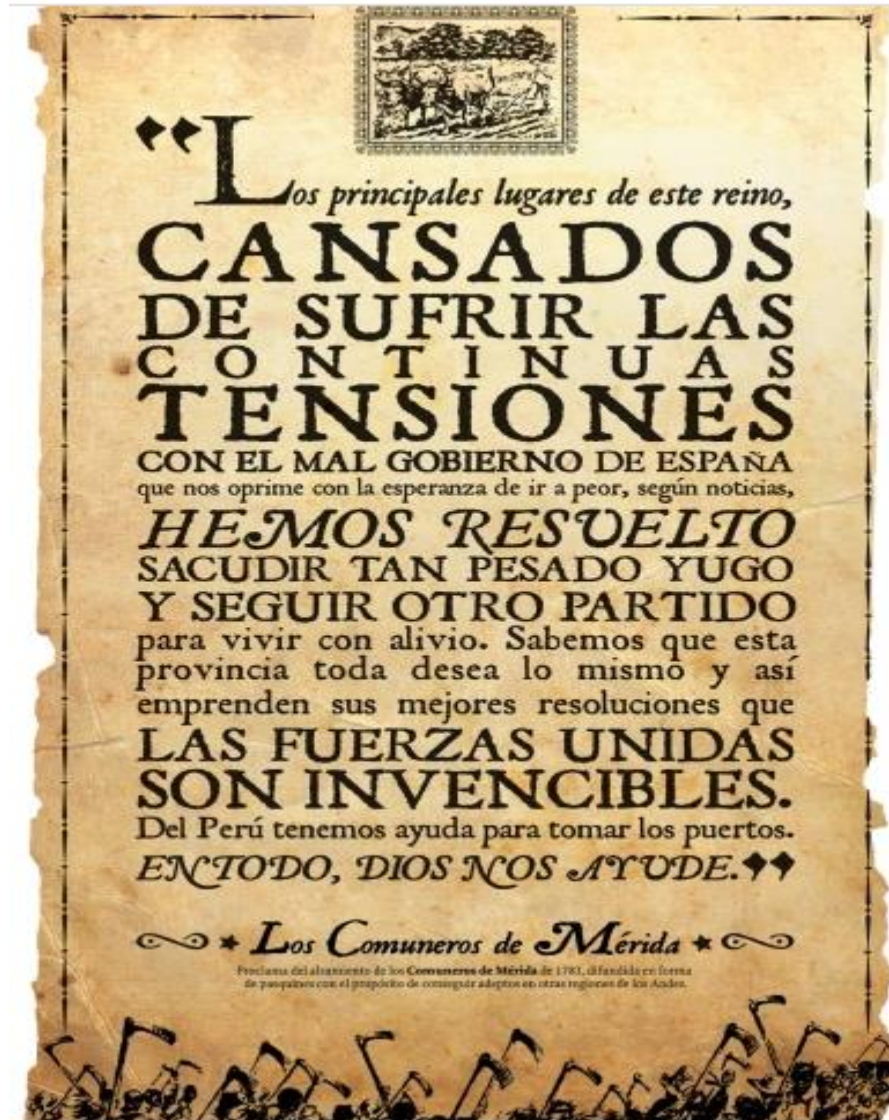 "Los principales lugares de este reino,
CANSADOS
DE SUFRIR LAS
CONTINUAS
TENSIONES
CON EL MAL GOBIERNO DE ESPAÑA
que nos oprime con la esperanza de ir a peor, según noticias,
HEMOS RESUELTO
SACUDIR TAN PESADO YUGO
Y SEGUIR OTRO PARTIDO
para vivir con alivio. Sabemos que esta
provincia toda desea lo mismo y así
emprenden sus mejores resoluciones que
LAS FUERZAS UNIDAS
SON INVENCIBLES.
Del Perú tenemos ayuda para tomar los puertos.
EN TODO, DIOS NOS AYUDE."
Los Comuneros de Mérida
Proclama del alzamiento de los Comuneros de Mérida de 1781, difundida en forma
de pasquines con el propósito de conseguir adeptos en otras regiones de los Andes.